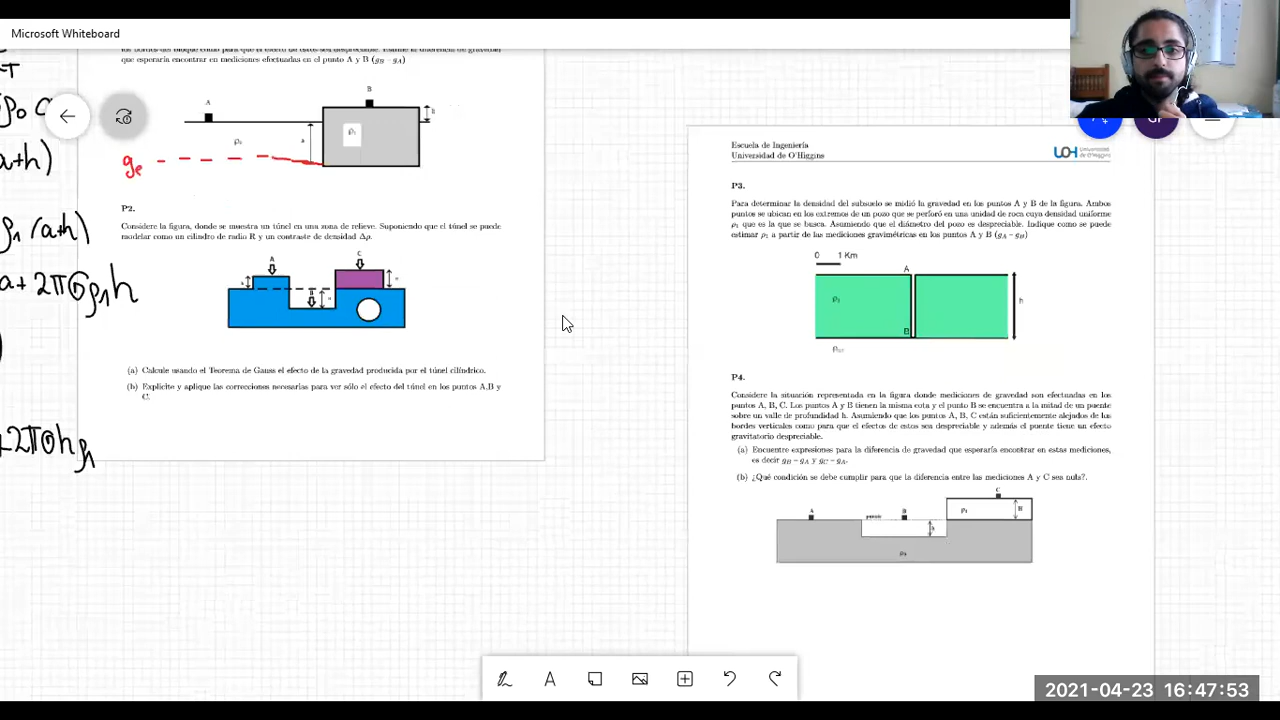 Microsoft Whiteboard
que esperaría encontrar en mediciones efectuadas en el punto A y B (gB - gA)
A
B
h
a
ρ1
(a+h)
ge
ρ1 (a+h)
a + 2πGρ1h
P2.
Considere la figura, donde se muestra un túnel en una zona de relieve. Suponiendo que el túnel se puede
modelar como un cilindro de radio R y un contraste de densidad Δρ.
A
B
C
(a) Calcule usando el Teorema de Gauss el efecto de la gravedad producida por el túnel cilíndrico.
(b) Explicite y aplique las correcciones necesarias para ver sólo el efecto del túnel en los puntos A,B y
C.
Escuela de Ingeniería
Universidad de O'Higgins
UOH Universidad de O'Higgins
P3.
Para determinar la densidad del subsuelo se midió la gravedad en los puntos A y B de la figura. Ambos
puntos se ubican en los extremos de un pozo que se perforó en una unidad de roca cuya densidad uniforme
ρ1 que es la que se busca. Asumiendo que el diámetro del pozo es despreciable. Indique como se puede
estimar ρ1 a partir de las mediciones gravimétricas en los puntos A y B (gA - gB)
0 1 Km
A
B
h
P4.
Considere la situación representada en la figura donde mediciones de gravedad son efectuadas en los
puntos A, B, C. Los puntos A y B tienen la misma cota y el punto B se encuentra a la mitad de un puente
sobre un valle de profundidad h. Asumiendo que los puntos A, B, C están suficientemente alejados de los
bordes verticales como para que el efectos de estos sea despreciable y además el puente tiene un efecto
gravitatorio despreciable.
(a) Encuentre expresiones para la diferencia de gravedad que esperaría encontrar en estas mediciones,
es decir gB - gA y gC - gA.
(b) ¿Qué condición se debe cumplir para que la diferencia entre las mediciones A y C sea nula?.
A
puente
B
C
H
h
2021-04-23 16:47:53